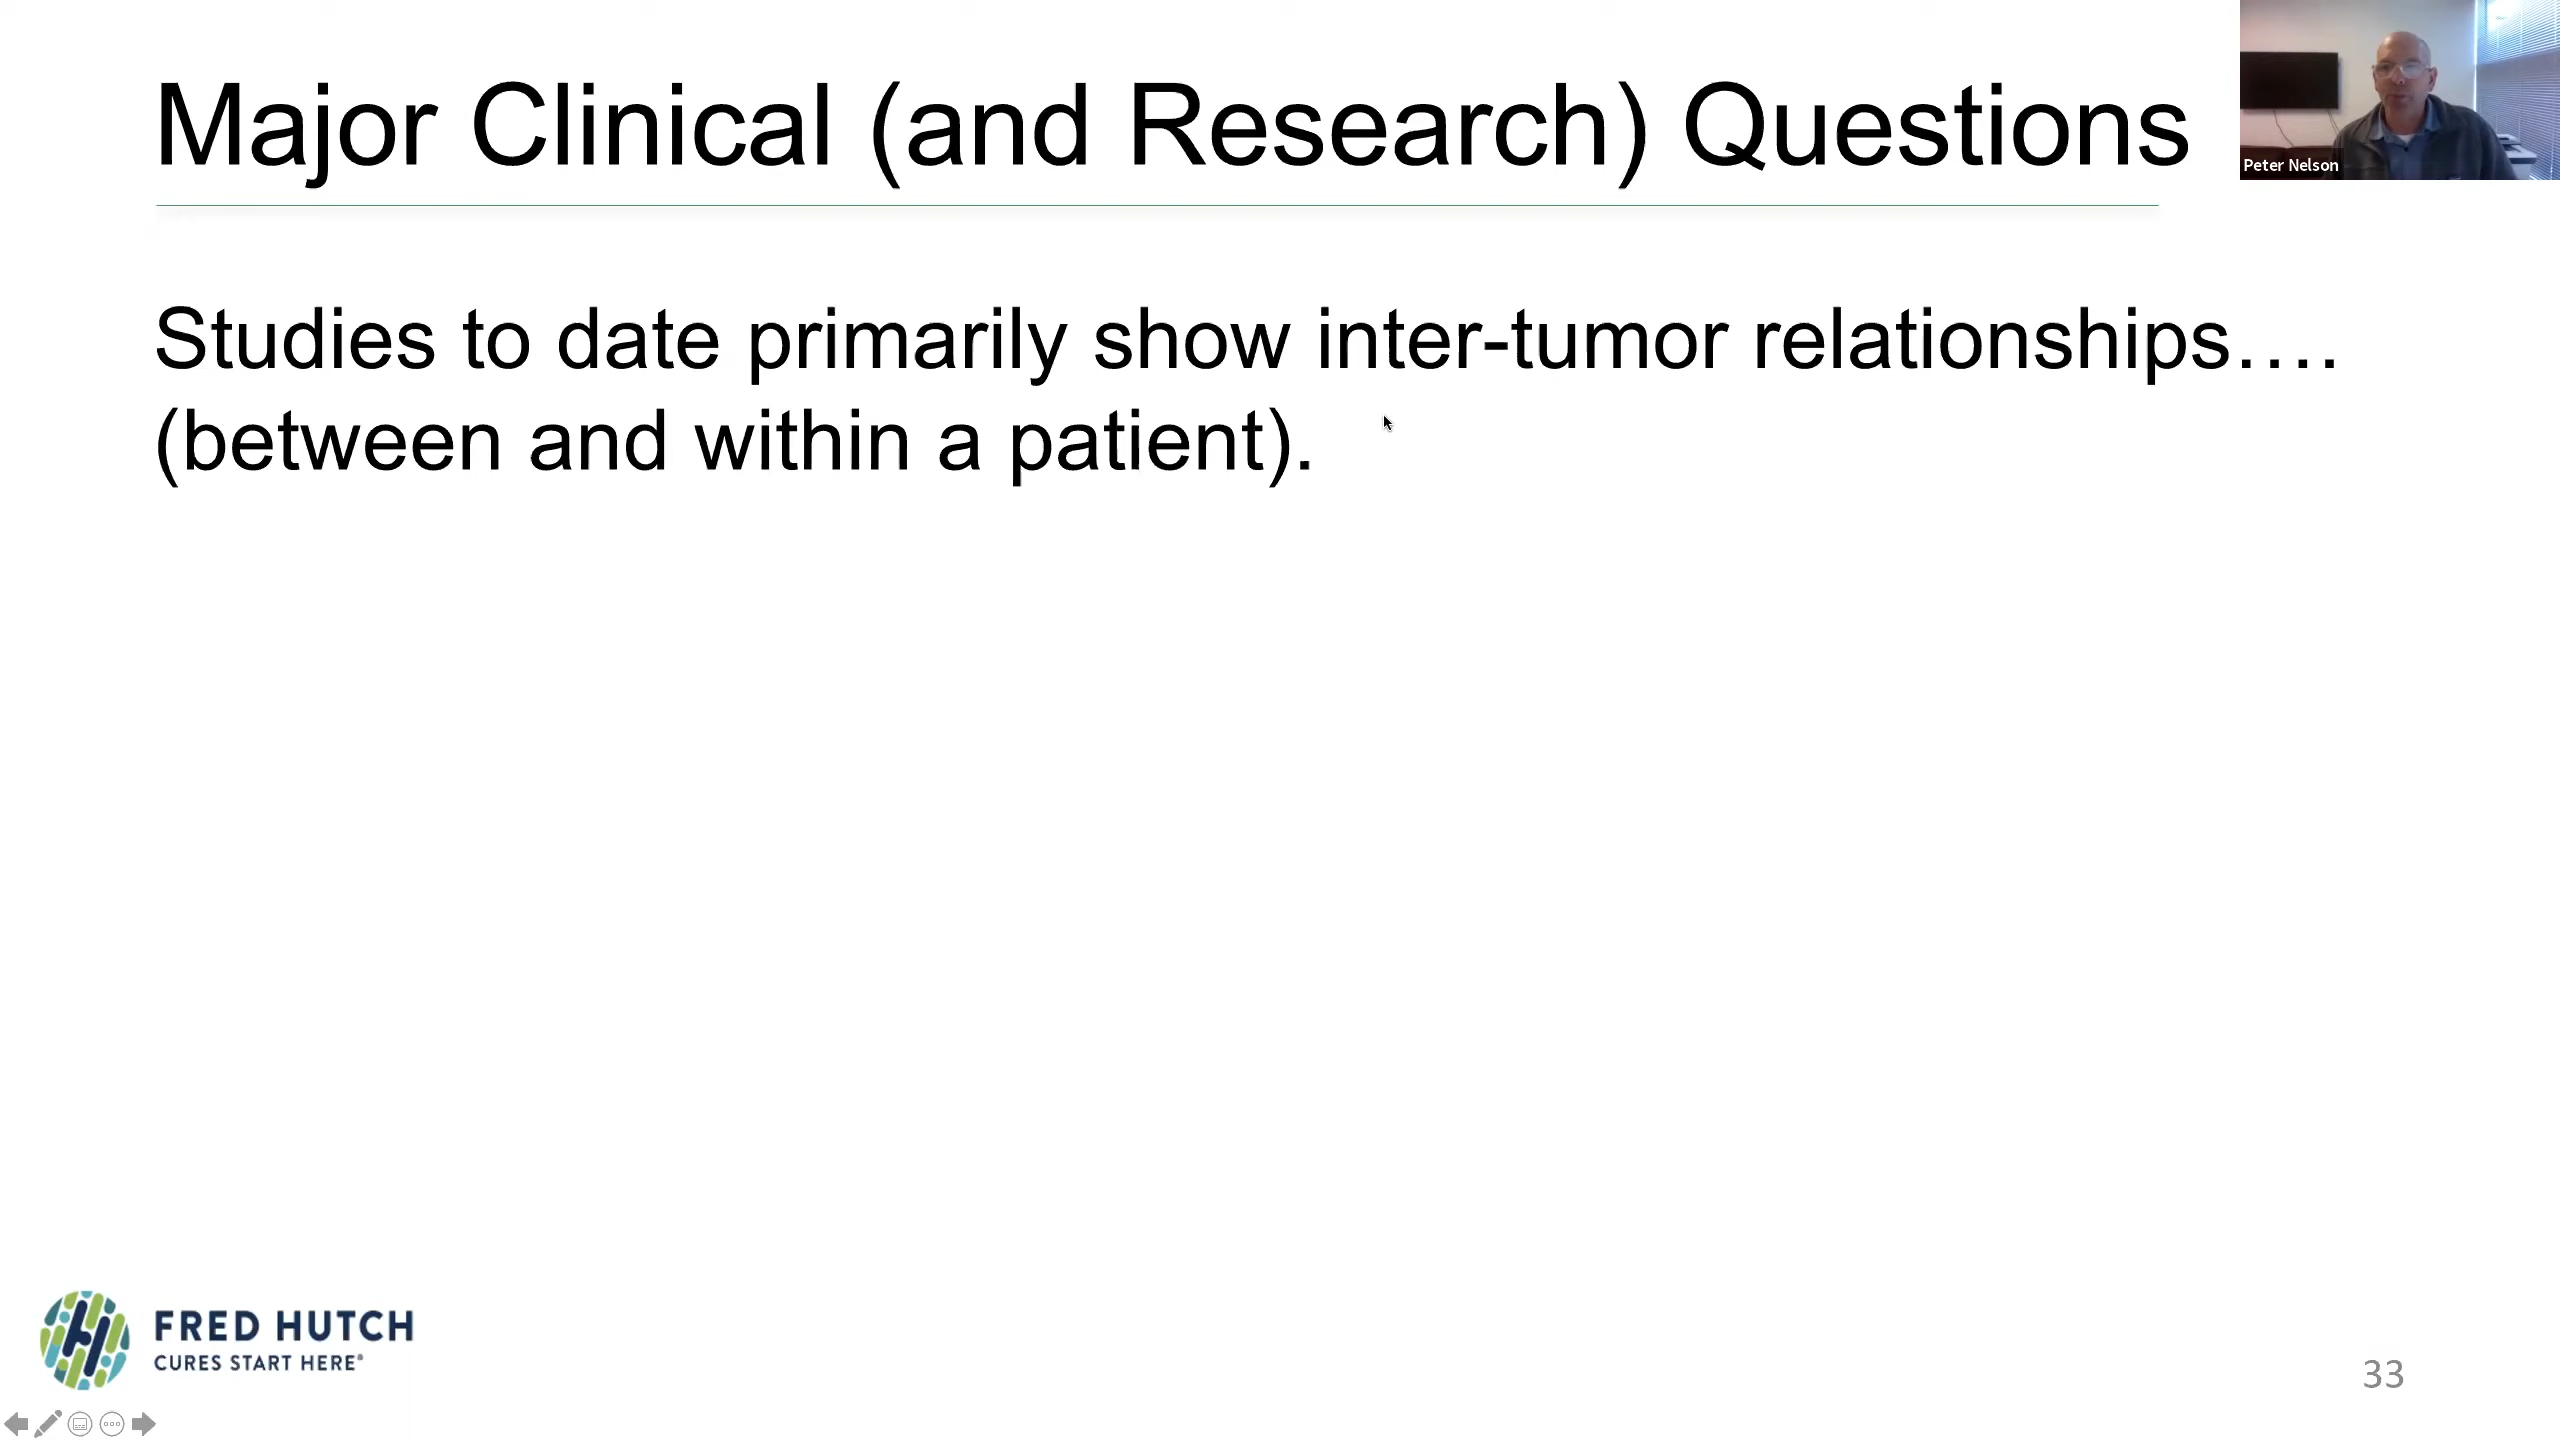 Major Clinical (and Research) Questions
Peter Nelson
Studies to date primarily show inter-tumor relationships….
(between and within a patient).
FRED HUTCH
CURES START HERE®
33